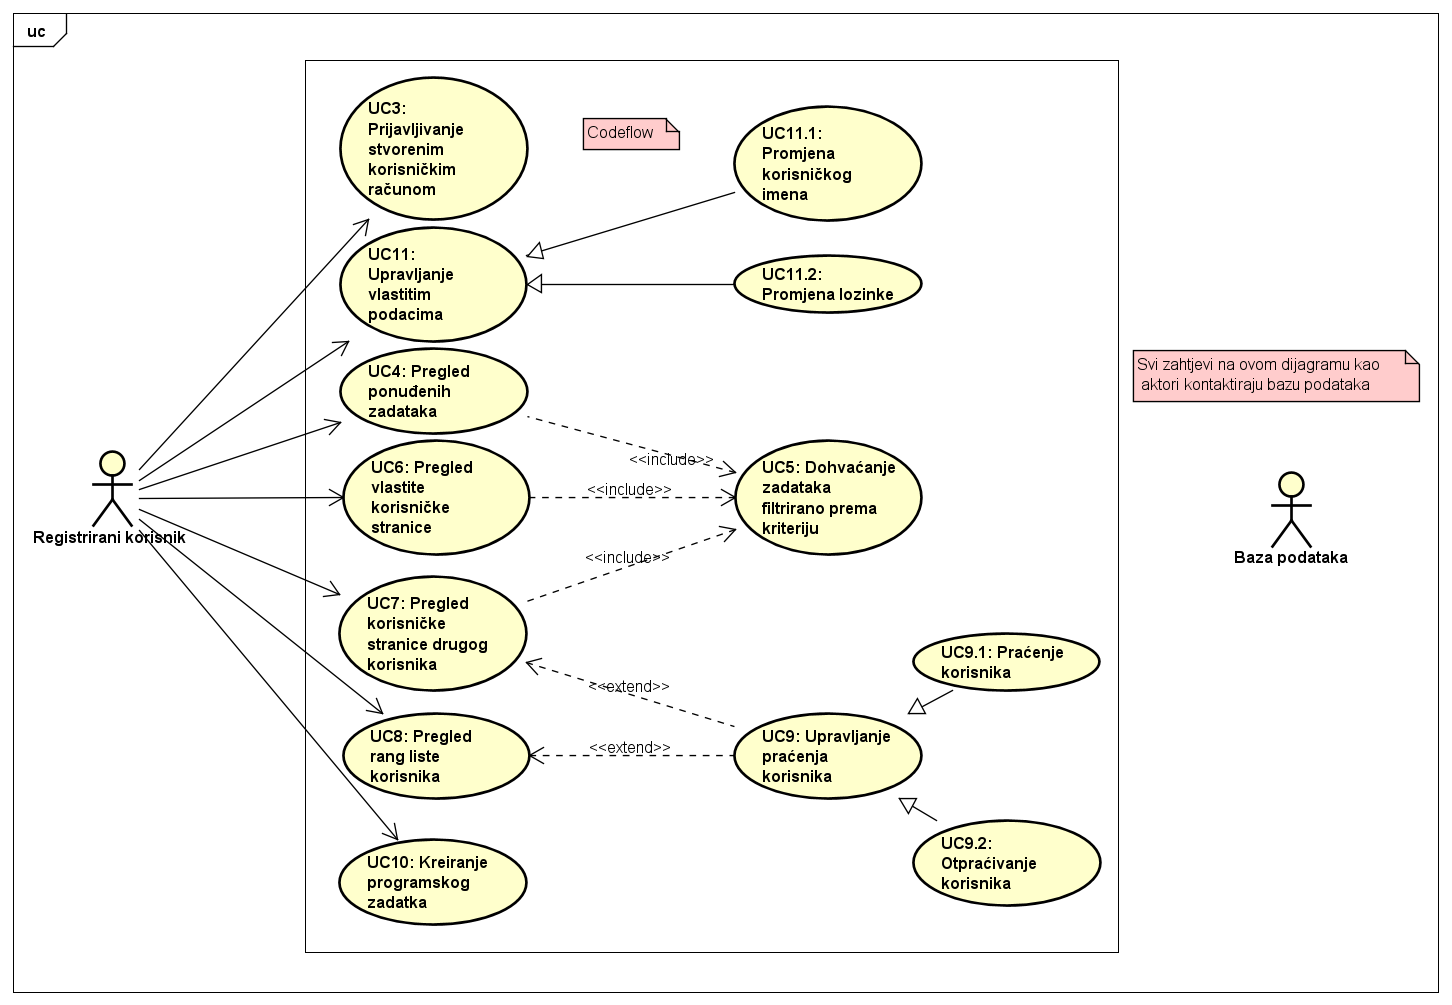 uc
UC3:
Prijavljivanje
stvorenim
korisničkim
računom
Codeflow
UC11.1:
Promjena
korisničkog
imena
UC11:
Upravljanje
vlastitim
podacima
UC11.2:
Promjena lozinke
UC4: Pregled
ponuđenih
zadataka
Svi zahtjevi na ovom dijagramu kao
aktori kontaktiraju bazu podataka
<<include>>
UC6: Pregled
vlastite
korisničke
stranice
<<include>>
UC5: Dohvaćanje
zadataka
filtrirano prema
kriteriju
Registrirani korisnik
Baza podataka
<<include>>
UC7: Pregled
korisničke
stranice drugog
korisnika
UC9.1: Praćenje
korisnika
<<extend>>
UC8: Pregled
rang liste
korisnika
<<extend>>
UC9: Upravljanje
praćenja
korisnika
UC10: Kreiranje
programskog
zadatka
UC9.2:
Otpraćivanje
korisnika